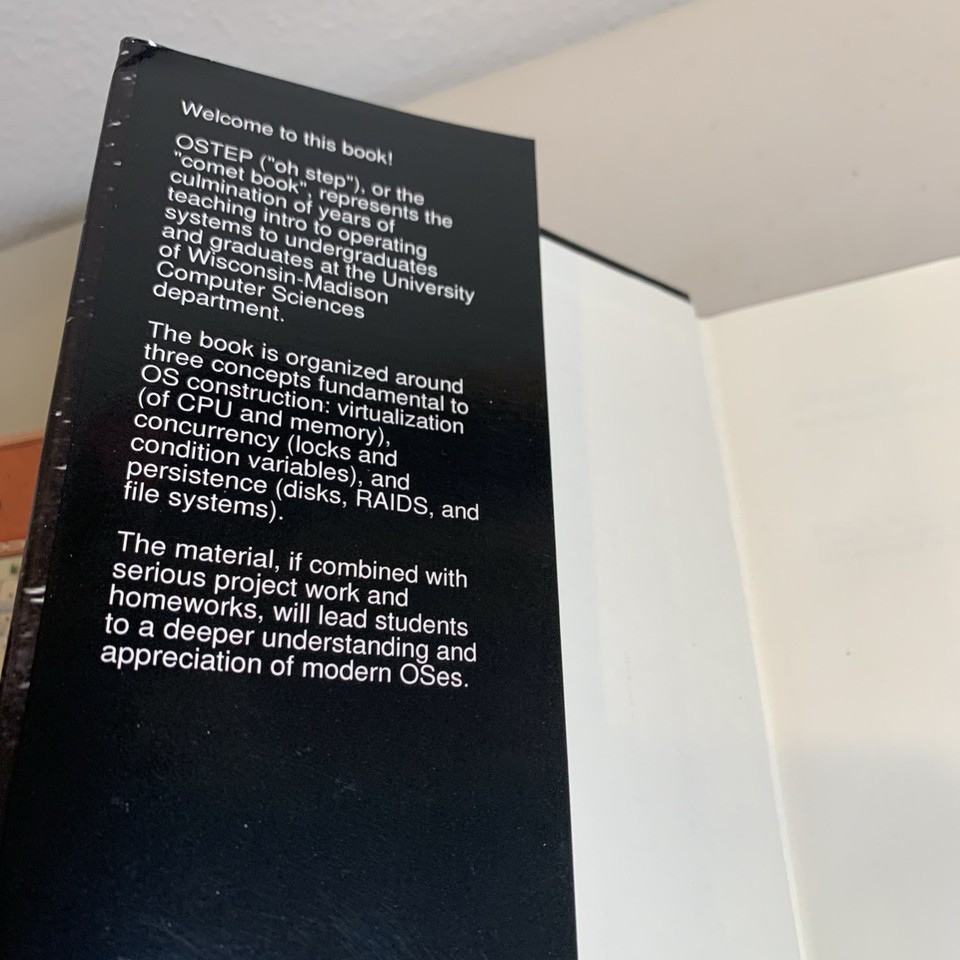 Welcome to this book!
OSTEP ("oh step"), or the
"comet book", represents the
culmination of years of
teaching intro to operating
systems to undergraduates
and graduates at the University
of Wisconsin-Madison
Computer Sciences
department.
The book is organized around
three concepts fundamental to
OS construction: virtualization
(of CPU and memory),
concurrency (locks and
condition variables), and
persistence (disks, RAIDS, and
file systems).
The material, if combined with
serious project work and
homeworks, will lead students
to a deeper understanding and
appreciation of modern OSes.